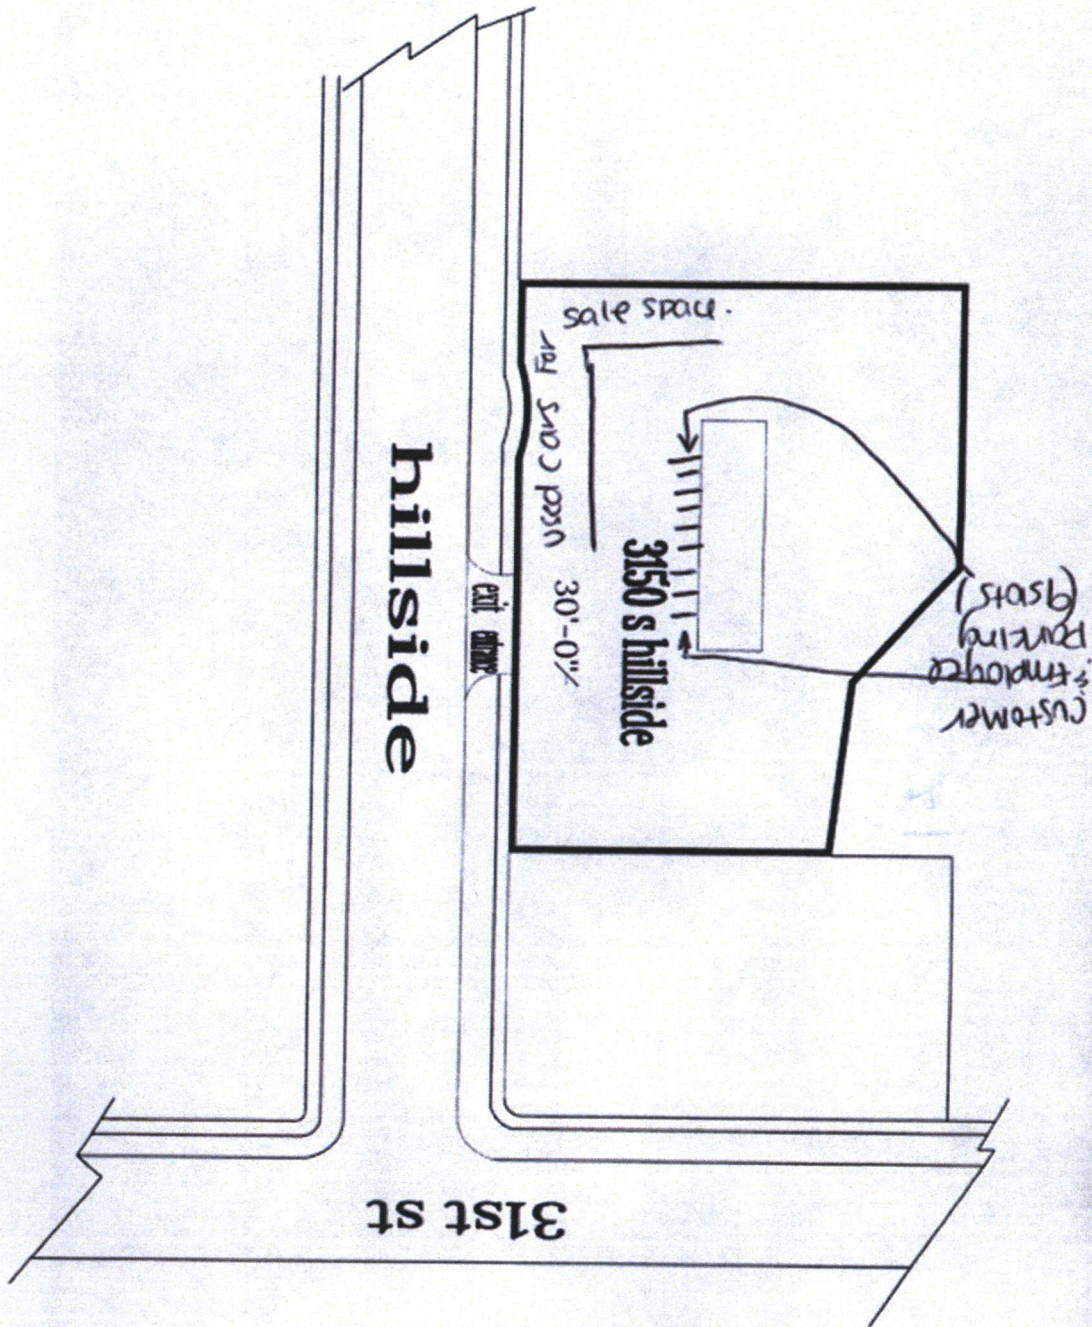 sale space.
Used Cars For
hillside
exit entrance
30'-0"
3150 s hillside
customer
& Employee
parking
(9 slots)
31st st